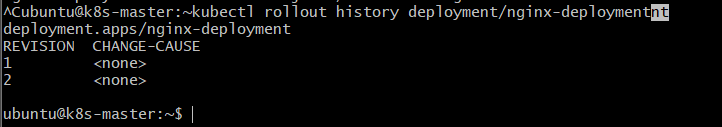 ^Cubuntu@k8s-master:~kubectl rollout history deployment/nginx-deploymentnt
deployment.apps/nginx-deployment
REVISION  CHANGE-CAUSE
1         <none>
2         <none>
ubuntu@k8s-master:~$